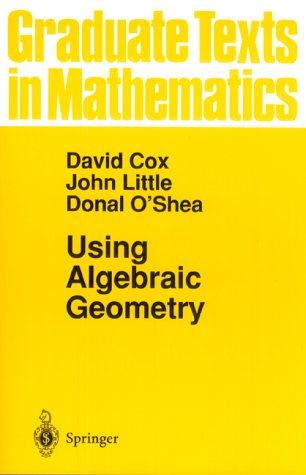 Graduate Texts
in Mathematics
David Cox
John Little
Donal O'Shea
Using
Algebraic
Geometry
Springer